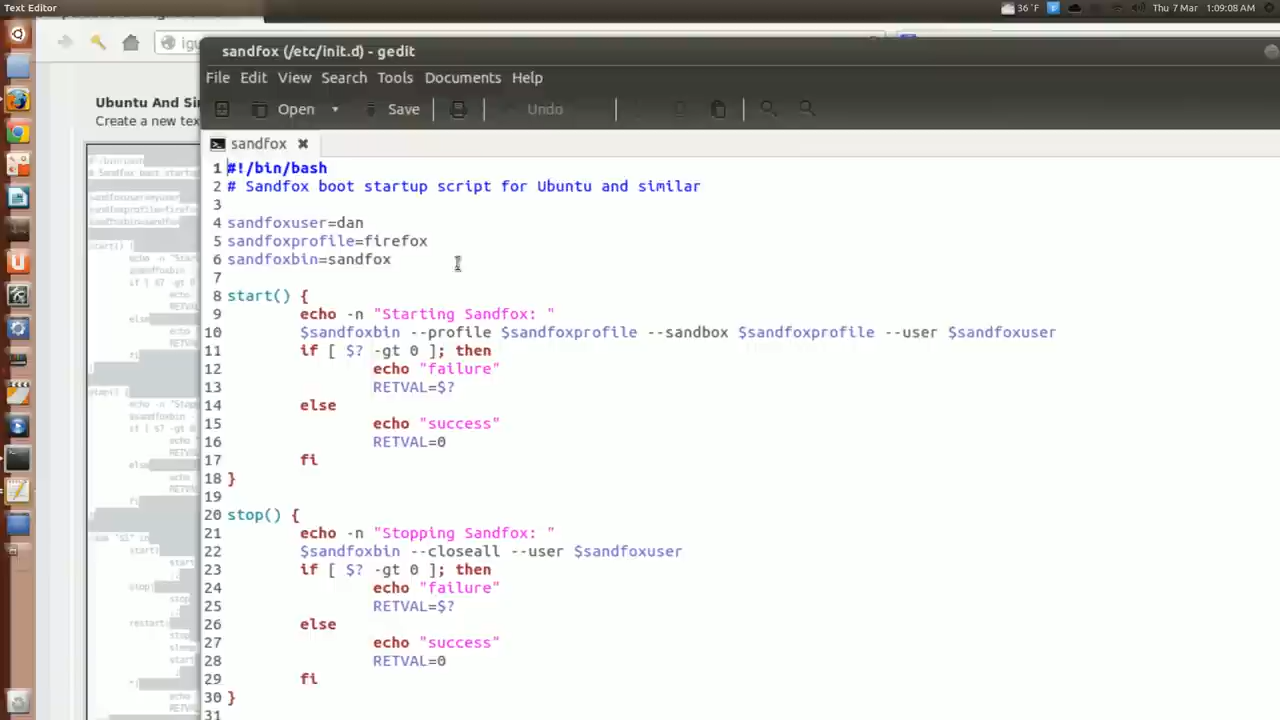 Text Editor
36 °F
Thu 7 Mar
1:09:08 AM
sandfox (/etc/init.d) - gedit
File Edit View Search Tools Documents Help
Open Save Undo
Ubuntu And
Create a new
sandfox
1 #!/bin/bash
2 # Sandfox boot startup script for Ubuntu and similar
3
4 sandfoxuser=dan
5 sandfoxprofile=firefox
6 sandfoxbin=sandfox
7
8 start() {
9 echo -n "Starting Sandfox: "
10 $sandfoxbin --profile $sandfoxprofile --sandbox $sandfoxprofile --user $sandfoxuser
11 if [ $? -gt 0 ]; then
12 echo "failure"
13 RETVAL=$?
14 else
15 echo "success"
16 RETVAL=0
17 fi
18 }
19
20 stop() {
21 echo -n "Stopping Sandfox: "
22 $sandfoxbin --closeall --user $sandfoxuser
23 if [ $? -gt 0 ]; then
24 echo "failure"
25 RETVAL=$?
26 else
27 echo "success"
28 RETVAL=0
29 fi
30 }
31